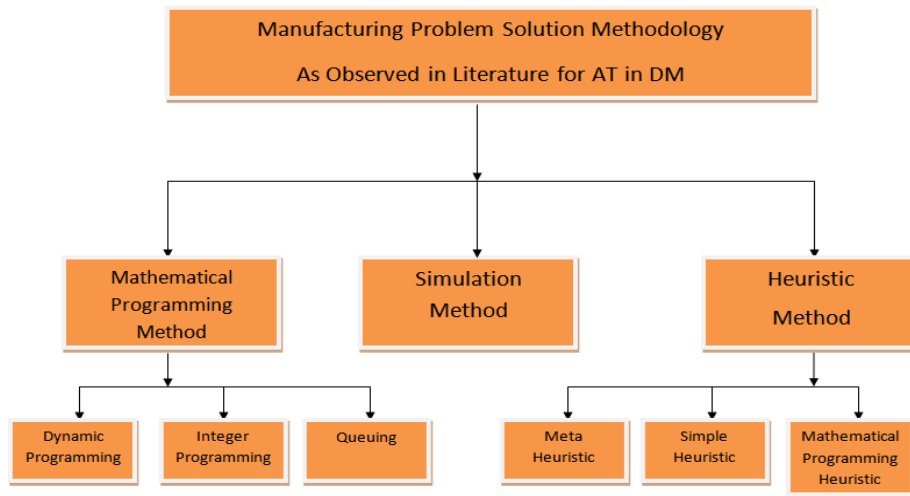 Manufacturing Problem Solution Methodology
As Observed in Literature for AT in DM
Mathematical
Programming
Method
Simulation
Method
Heuristic
Method
Dynamic
Programming
Integer
Programming
Queuing
Meta
Heuristic
Simple
Heuristic
Mathematical
Programming
Heuristic